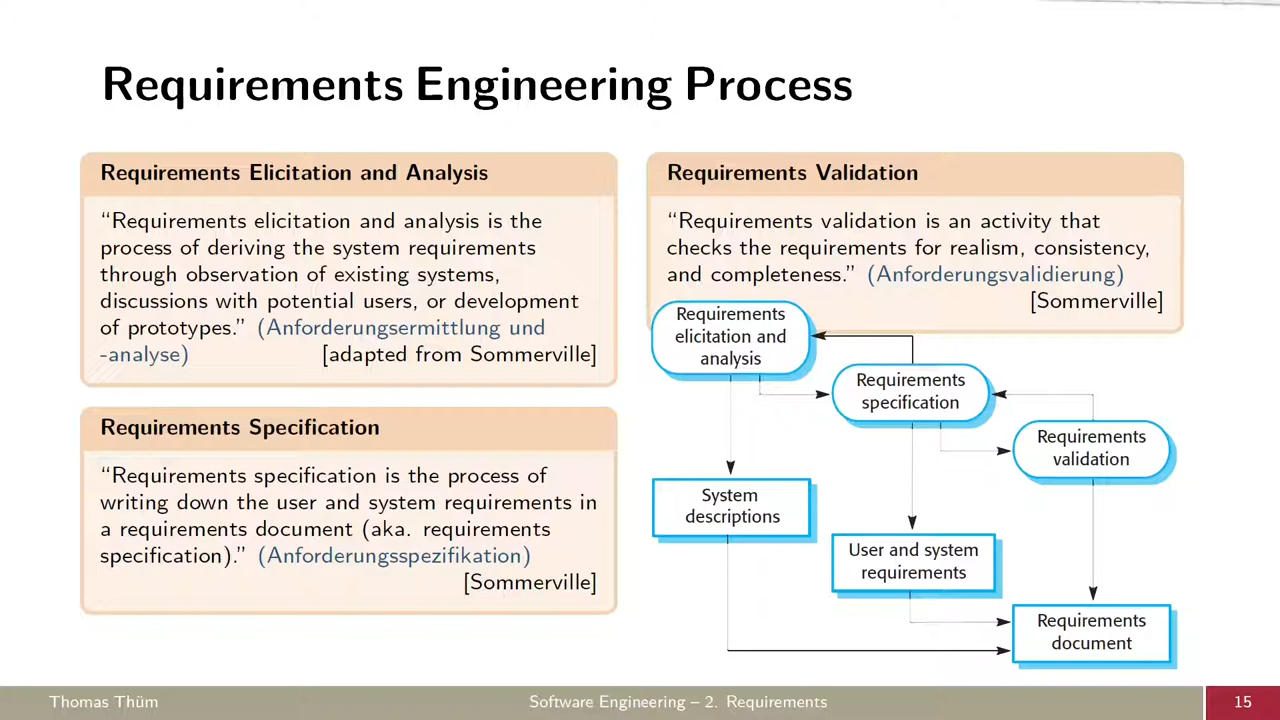 Requirements Engineering Process
Requirements Elicitation and Analysis
“Requirements elicitation and analysis is the
process of deriving the system requirements
through observation of existing systems,
discussions with potential users, or development
of prototypes.” (Anforderungsermittlung und
-analyse) [adapted from Sommerville]
Requirements Specification
“Requirements specification is the process of
writing down the user and system requirements in
a requirements document (aka. requirements
specification).” (Anforderungsspezifikation)
[Sommerville]
Requirements Validation
“Requirements validation is an activity that
checks the requirements for realism, consistency,
and completeness.” (Anforderungsvalidierung)
[Sommerville]
Requirements
elicitation and
analysis
Requirements
specification
Requirements
validation
System
descriptions
User and system
requirements
Requirements
document
Thomas Thüm
Software Engineering – 2. Requirements
15